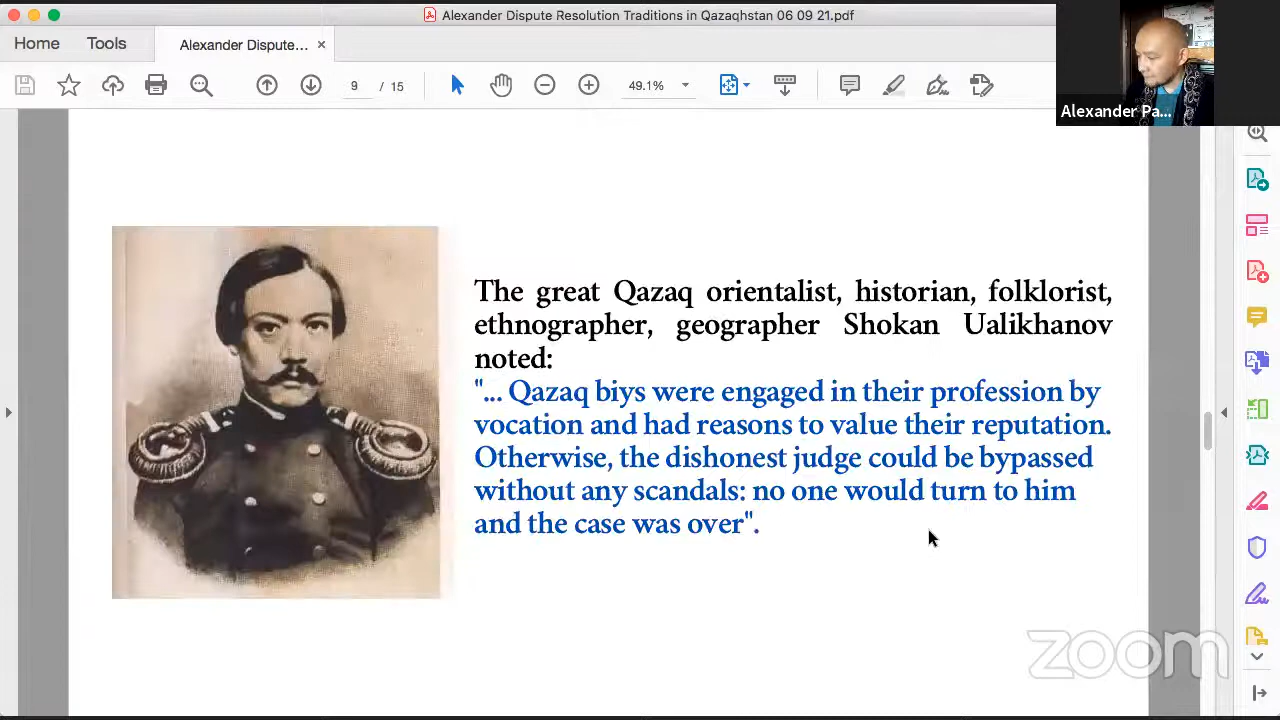 Alexander Dispute Resolution Traditions in Qazaqhstan 06 09 21.pdf
Home
Tools
Alexander Dispute...
9 / 15
49.1%
Alexander Pa...
The great Qazaq orientalist, historian, folklorist,
ethnographer, geographer Shokan Ualikhanov
noted:
"... Qazaq biys were engaged in their profession by
vocation and had reasons to value their reputation.
Otherwise, the dishonest judge could be bypassed
without any scandals: no one would turn to him
and the case was over".
zoom